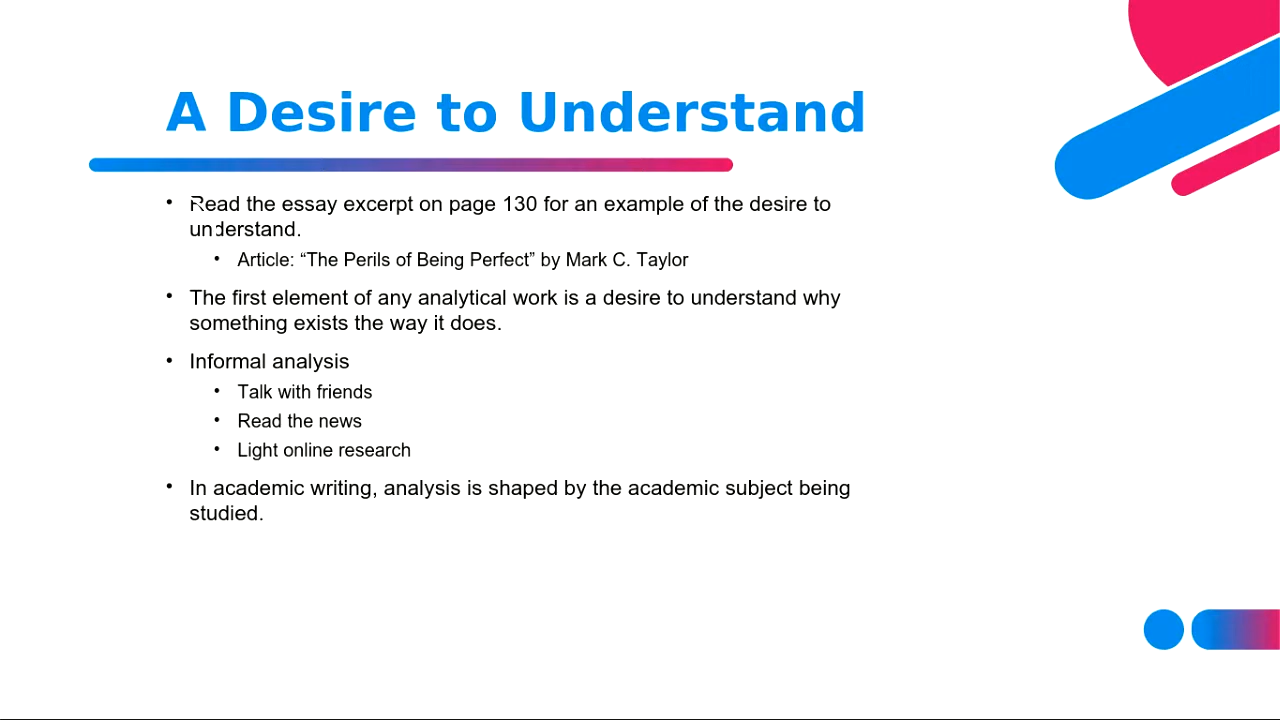 A Desire to Understand
• Read the essay excerpt on page 130 for an example of the desire to
understand.
• Article: “The Perils of Being Perfect” by Mark C. Taylor
• The first element of any analytical work is a desire to understand why
something exists the way it does.
• Informal analysis
• Talk with friends
• Read the news
• Light online research
• In academic writing, analysis is shaped by the academic subject being
studied.